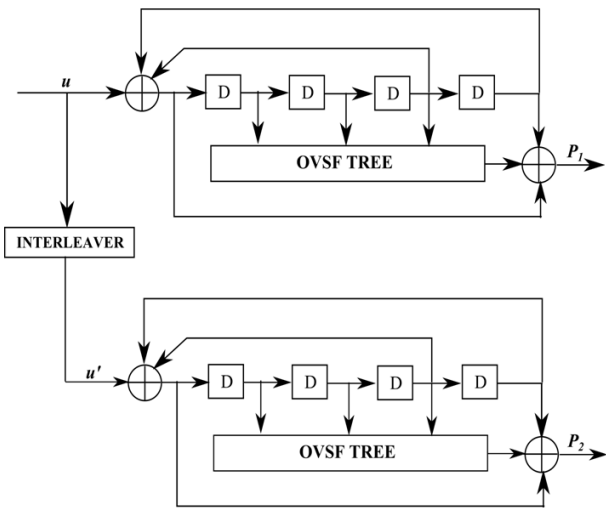 u
D D D D
OVSF TREE
P1
INTERLEAVER
u'
D D D D
OVSF TREE
P2